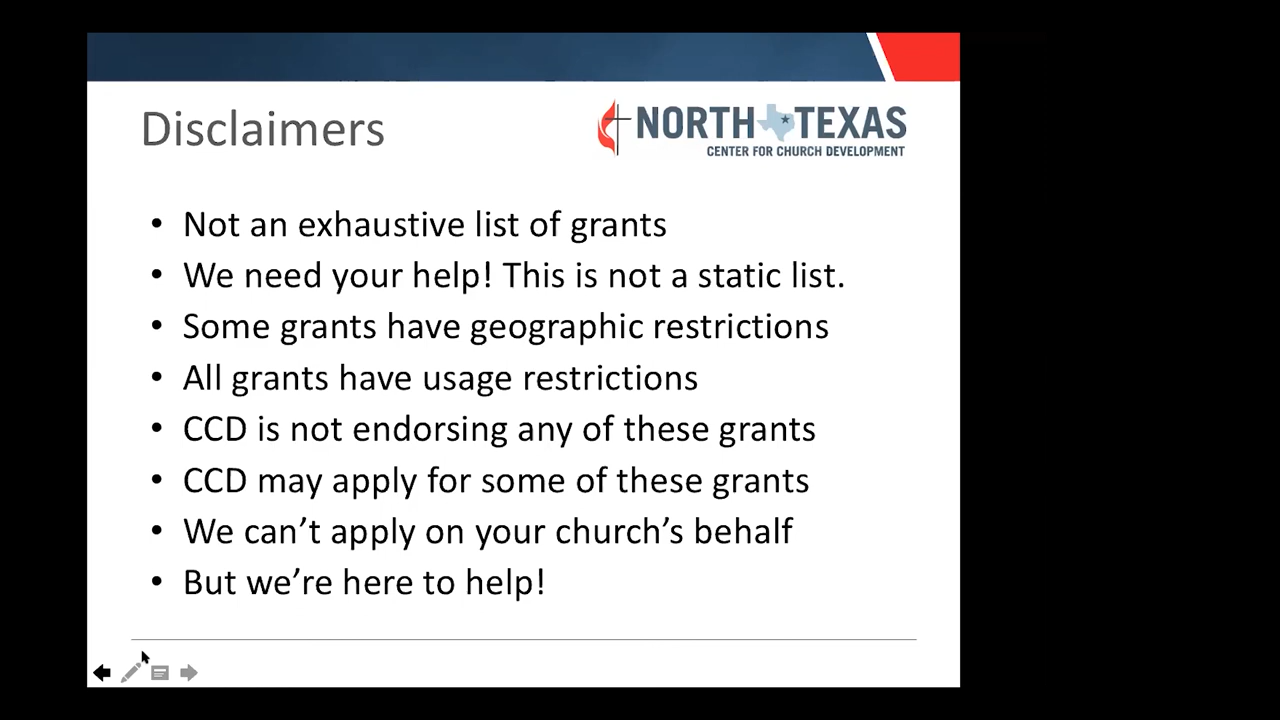 Disclaimers
NORTH TEXAS
CENTER FOR CHURCH DEVELOPMENT
• Not an exhaustive list of grants
• We need your help! This is not a static list.
• Some grants have geographic restrictions
• All grants have usage restrictions
• CCD is not endorsing any of these grants
• CCD may apply for some of these grants
• We can’t apply on your church’s behalf
• But we’re here to help!